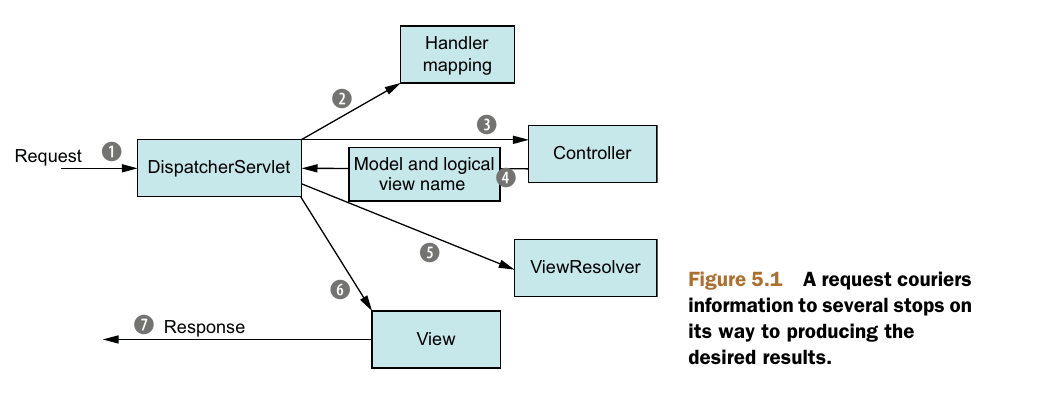 Handler
mapping
2
3
1
Request
DispatcherServlet
Model and logical
view name
4
Controller
5
ViewResolver
6
7 Response
View
Figure 5.1 A request couriers
information to several stops on
its way to producing the
desired results.